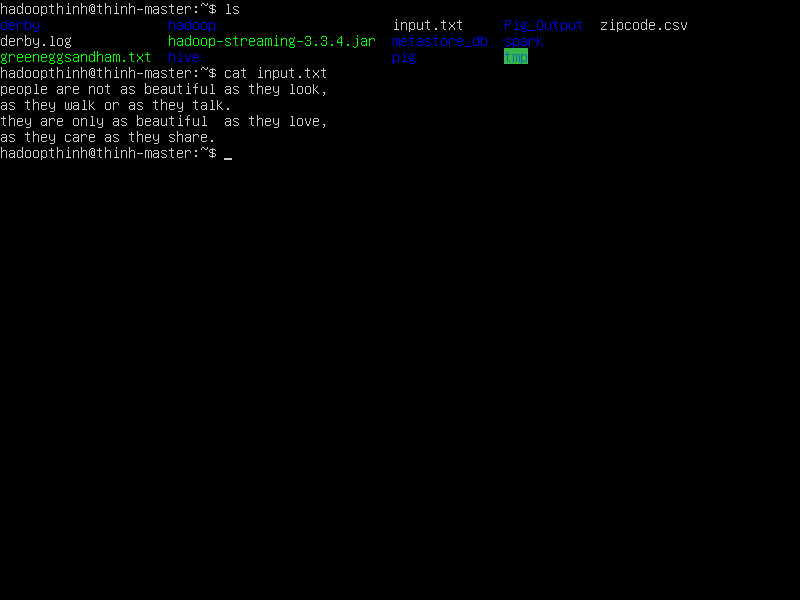 hadoopthinh@thinh-master:~$ ls
derby hadoop input.txt Pig_Output zipcode.csv
derby.log hadoop-streaming-3.3.4.jar metastore_db spark
greeneggsandham.txt hive pig tmp
hadoopthinh@thinh-master:~$ cat input.txt
people are not as beautiful as they look,
as they walk or as they talk.
they are only as beautiful  as they love,
as they care as they share.
hadoopthinh@thinh-master:~$ _